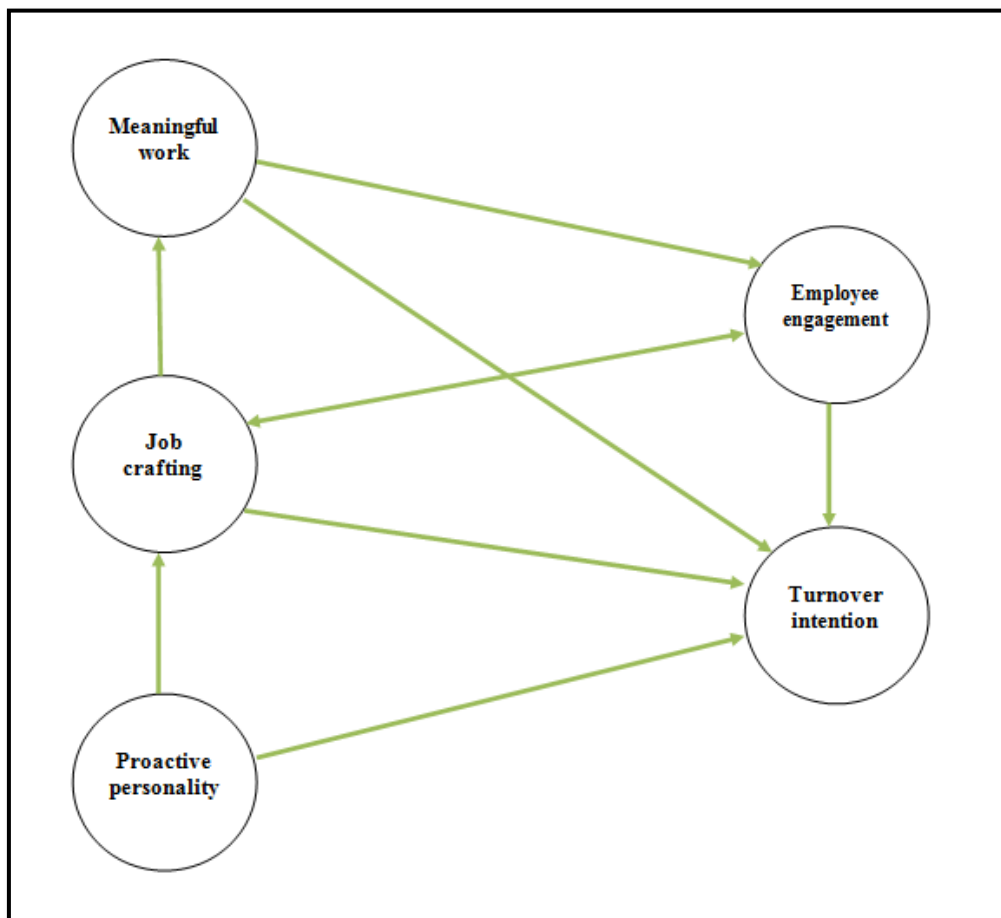 Meaningful
work
Employee
engagement
Job
crafting
Turnover
intention
Proactive
personality